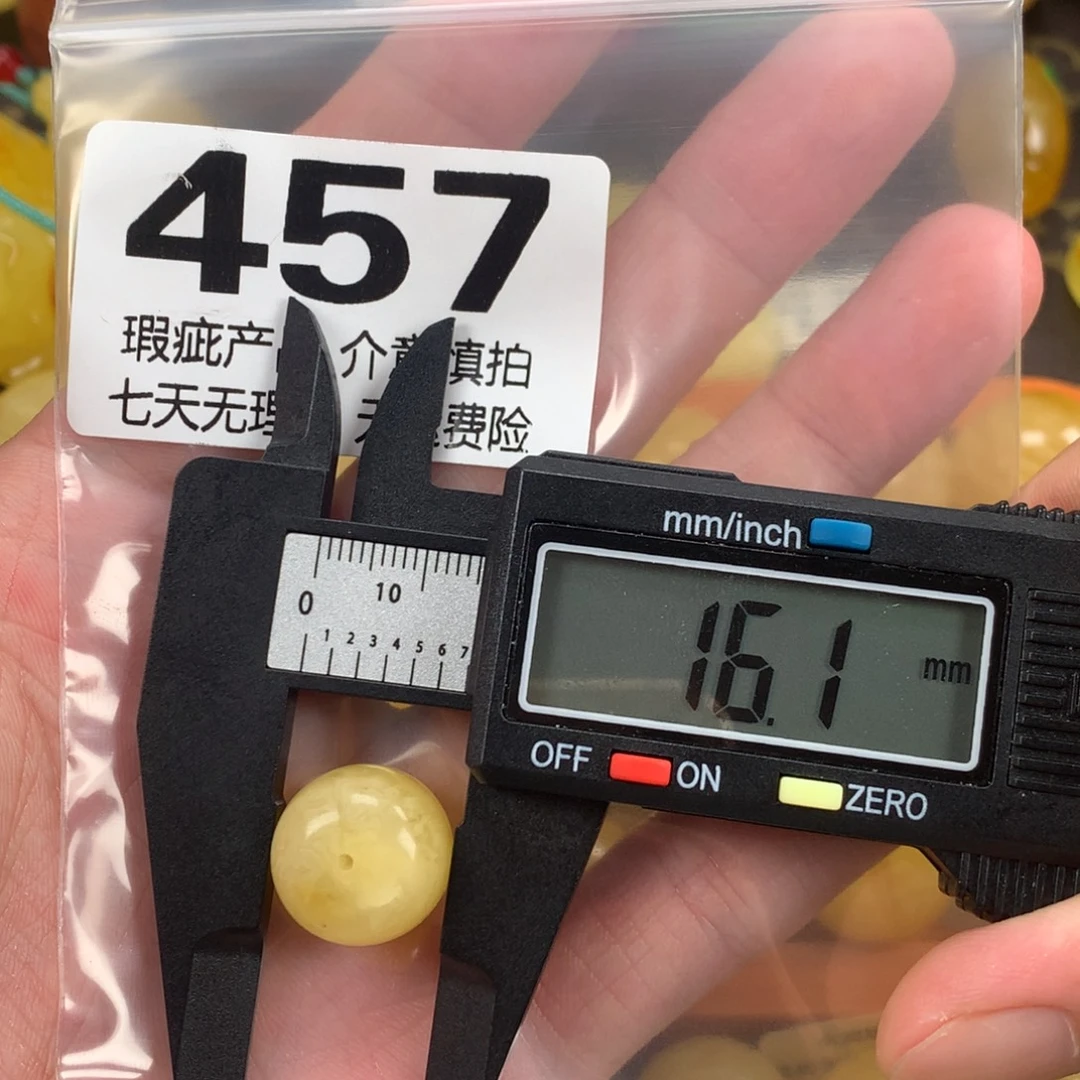 457
瑕疵产 介 慎拍
七天无理 费险
mm/inch
0 10
1 2 3 4 5 6 7
16.1 mm
OFF ON ZERO